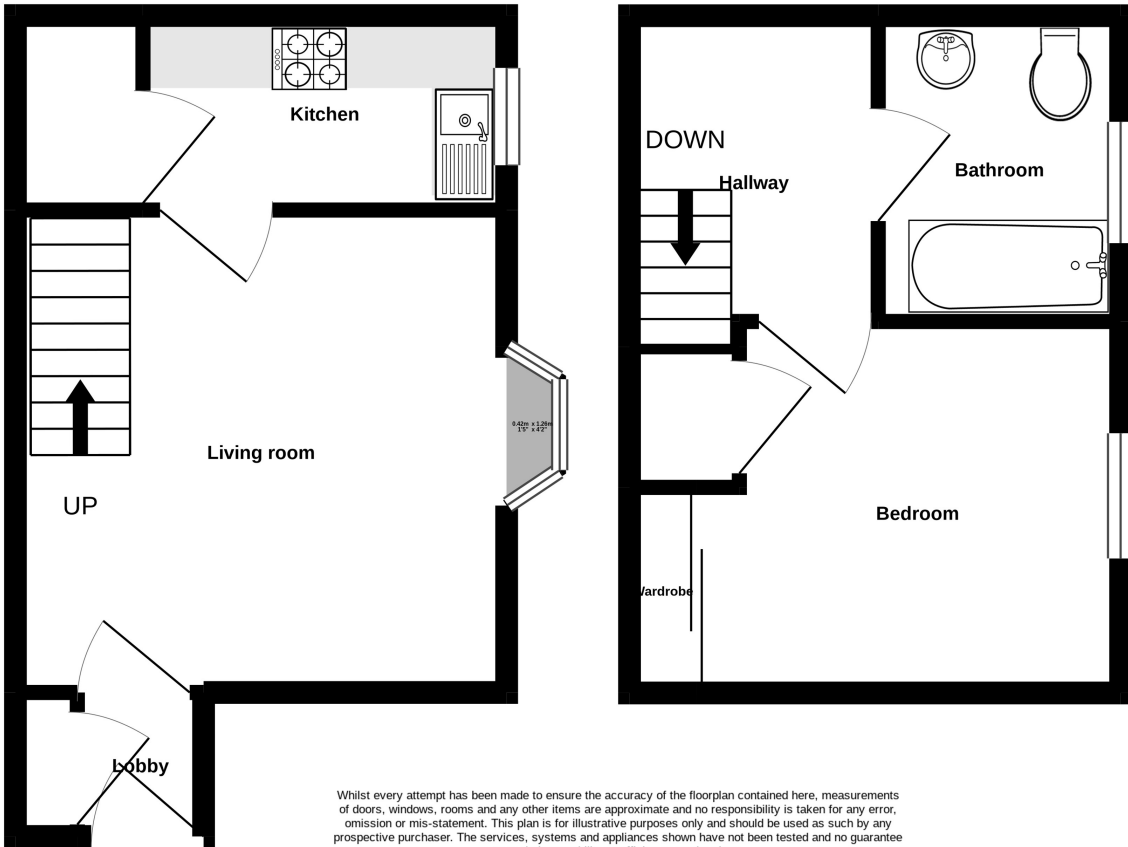 Kitchen
DOWN
Hallway
Bathroom
0.42m x 1.26m
1'5" x 4'2"
Living room
UP
Bedroom
Wardrobe
Lobby
Whilst every attempt has been made to ensure the accuracy of the floorplan contained here, measurements
of doors, windows, rooms and any other items are approximate and no responsibility is taken for any error,
omission or mis-statement. This plan is for illustrative purposes only and should be used as such by any
prospective purchaser. The services, systems and appliances shown have not been tested and no guarantee